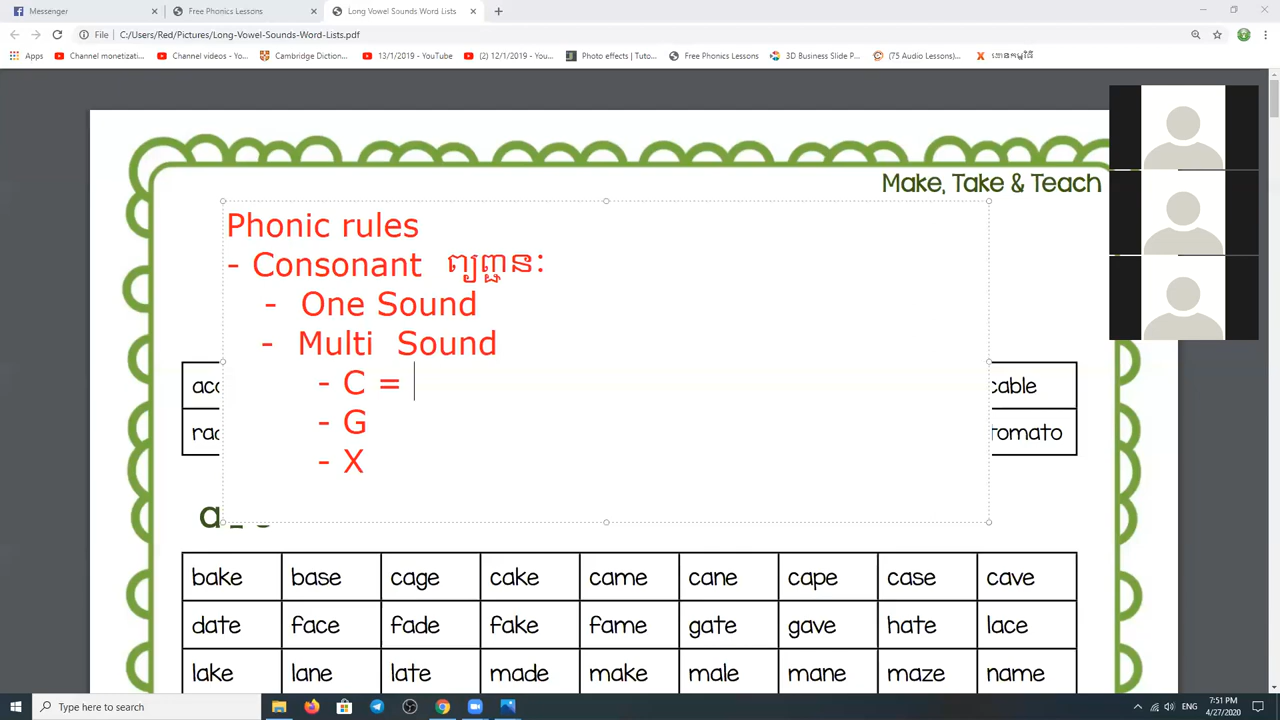 Messenger
Free Phonics Lessons
Long Vowel Sounds Word Lists
File
C:/Users/Red/Pictures/Long-Vowel-Sounds-Word-Lists.pdf
Apps
Channel monetizati...
Channel videos - Yo...
Cambridge Diction...
13/1/2019 - YouTube
(2) 12/1/2019 - YouT...
Photo effects | Tuto...
Free Phonics Lessons
3D Business Slide P...
(75 Audio Lessons)...
Make, Take & Teach
Phonic rules
- Consonant ព្យញ្ជនៈ
- One Sound
- Multi Sound
- C =
- G
- X
cable
tomato
bake base cage cake came cane cape case cave
date face fade fake fame gate gave hate lace
lake lane late made make male mane maze name
Type here to search
ENG
7:51 PM
4/27/2020